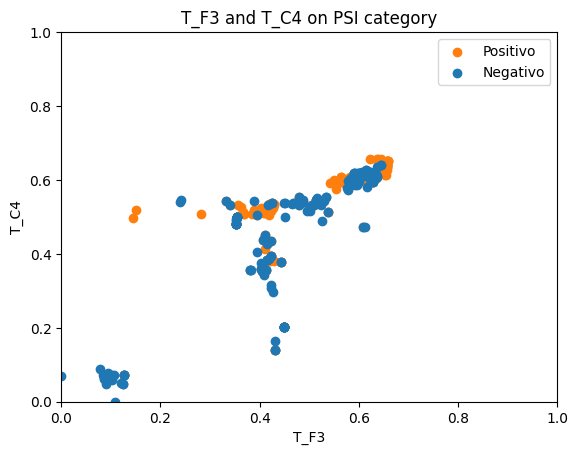 T_F3 and T_C4 on PSI category
Positivo
Negativo
1.0
0.8
0.6
0.4
0.2
0.0
T_C4
0.0 0.2 0.4 0.6 0.8 1.0
T_F3